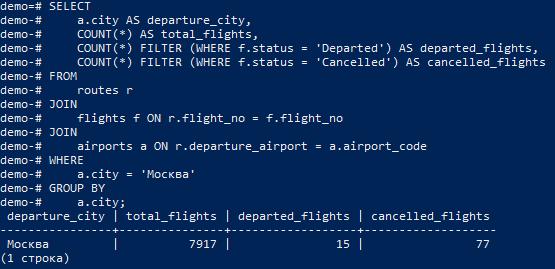 demo=# SELECT
demo-#     a.city AS departure_city,
demo-#     COUNT(*) AS total_flights,
demo-#     COUNT(*) FILTER (WHERE f.status = 'Departed') AS departed_flights,
demo-#     COUNT(*) FILTER (WHERE f.status = 'Cancelled') AS cancelled_flights
demo-# FROM
demo-#     routes r
demo-# JOIN
demo-#     flights f ON r.flight_no = f.flight_no
demo-# JOIN
demo-#     airports a ON r.departure_airport = a.airport_code
demo-# WHERE
demo-#     a.city = 'Москва'
demo-# GROUP BY
demo-#     a.city;
 departure_city | total_flights | departed_flights | cancelled_flights
----------------+---------------+------------------+-------------------
 Москва         |          7917 |               15 |                77
(1 строка)